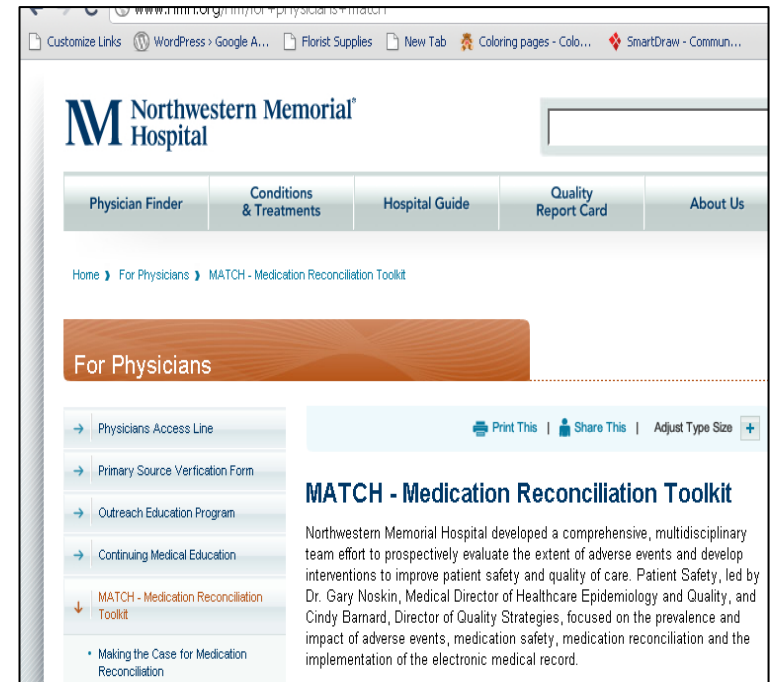 www.nmh.org/nm/for+physicians+match
Customize Links WordPress › Google A... Florist Supplies New Tab Coloring pages - Colo... SmartDraw - Commun...
Northwestern Memorial®
Hospital
Physician Finder
Conditions
& Treatments
Hospital Guide
Quality
Report Card
About Us
Home ❯ For Physicians ❯ MATCH - Medication Reconciliation Toolkit
For Physicians
→ Physicians Access Line
→ Primary Source Verfication Form
→ Outreach Education Program
→ Continuing Medical Education
↓ MATCH - Medication Reconciliation
Toolkit
• Making the Case for Medication
Reconciliation
Print This | Share This | Adjust Type Size +
MATCH - Medication Reconciliation Toolkit
Northwestern Memorial Hospital developed a comprehensive, multidisciplinary
team effort to prospectively evaluate the extent of adverse events and develop
interventions to improve patient safety and quality of care. Patient Safety, led by
Dr. Gary Noskin, Medical Director of Healthcare Epidemiology and Quality, and
Cindy Barnard, Director of Quality Strategies, focused on the prevalence and
impact of adverse events, medication safety, medication reconciliation and the
implementation of the electronic medical record.